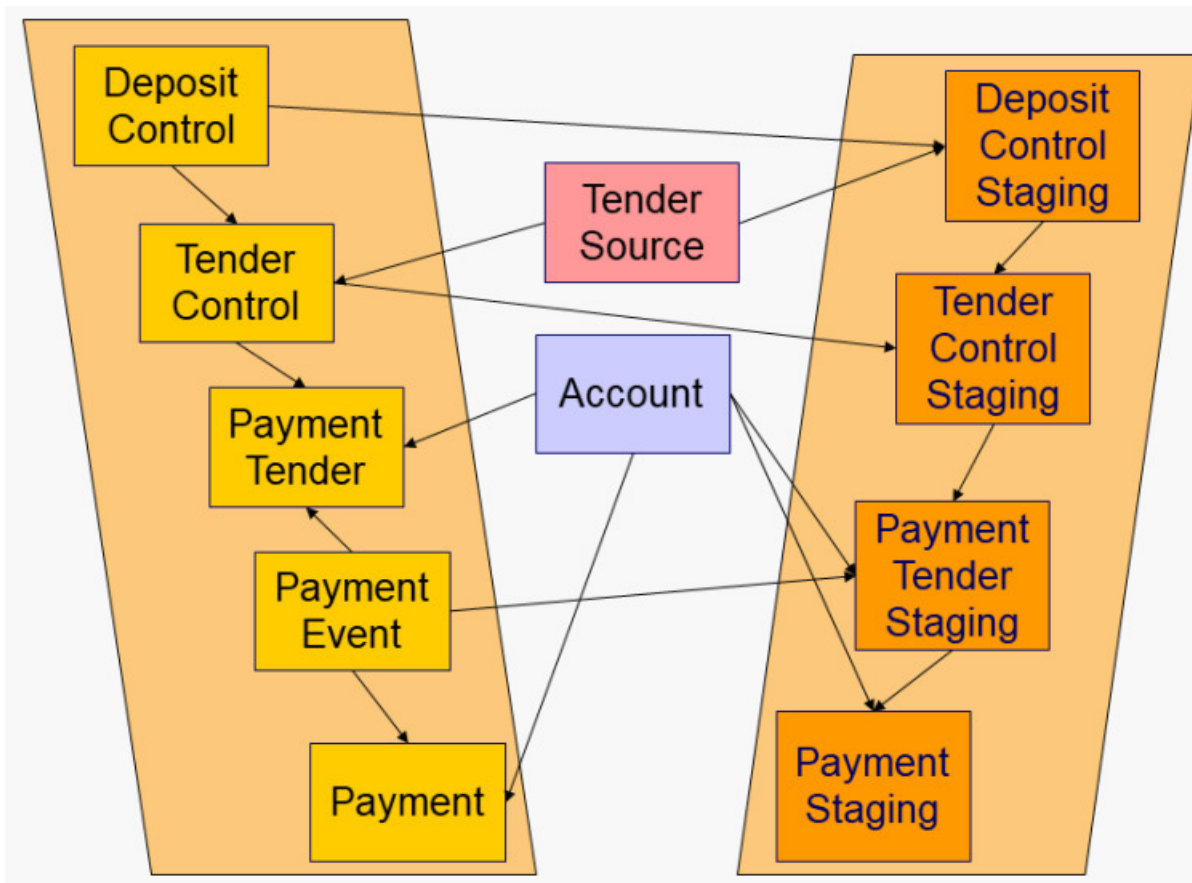 Deposit
Control
Tender
Control
Payment
Tender
Payment
Event
Payment
Tender
Source
Account
Deposit
Control
Staging
Tender
Control
Staging
Payment
Tender
Staging
Payment
Staging